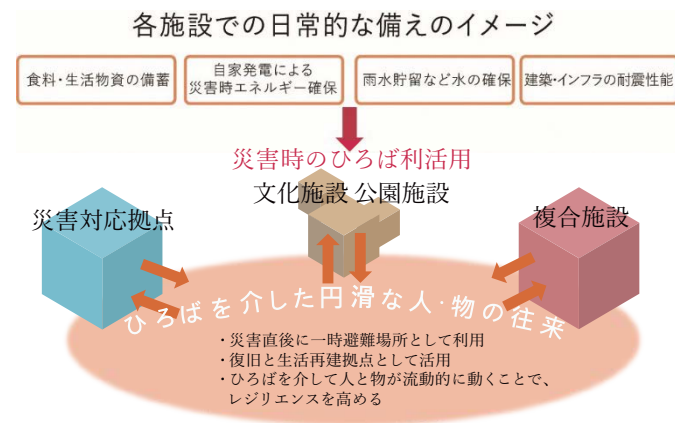 各施設での日常的な備えのイメージ
食料・生活物資の備蓄
自家発電による
災害時エネルギー確保
雨水貯留など水の確保
建築・インフラの耐震性能
災害時のひろば利活用
文化施設 公園施設
災害対応拠点
複合施設
ひろばを介した円滑な人・物の往来
・災害直後に一時避難場所として利用
・復旧と生活再建拠点として活用
・ひろばを介して人と物が流動的に動くことで、
レジリエンスを高める